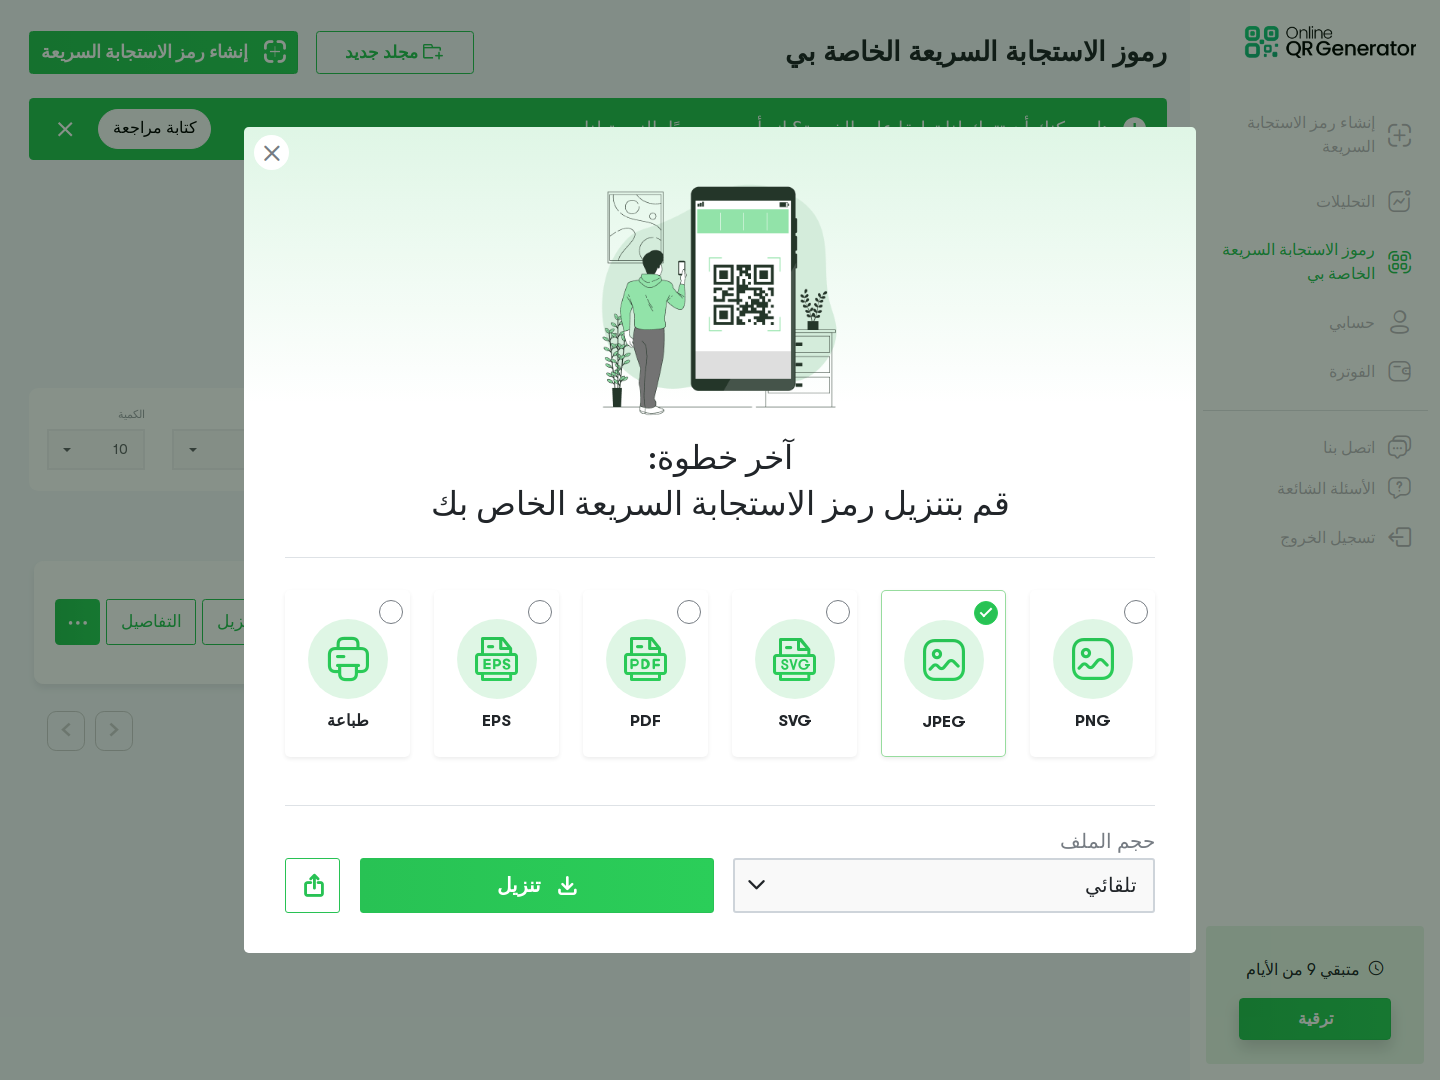 Online
QR Generator
إنشاء رمز الاستجابة
السريعة
التحليلات
رموز الاستجابة السريعة
الخاصة بي
حسابي
الفوترة
اتصل بنا
الأسئلة الشائعة
تسجيل الخروج
متبقي 9 من الأيام
ترقية
رموز الاستجابة السريعة الخاصة بي
مجلد جديد
إنشاء رمز الاستجابة السريعة
كتابة مراجعة
الكمية
10
التفاصيل
آخر خطوة:
قم بتنزيل رمز الاستجابة السريعة الخاص بك
PNG
JPEG
SVG
SVG
PDF
PDF
EPS
EPS
طباعة
حجم الملف
تلقائي
تنزيل